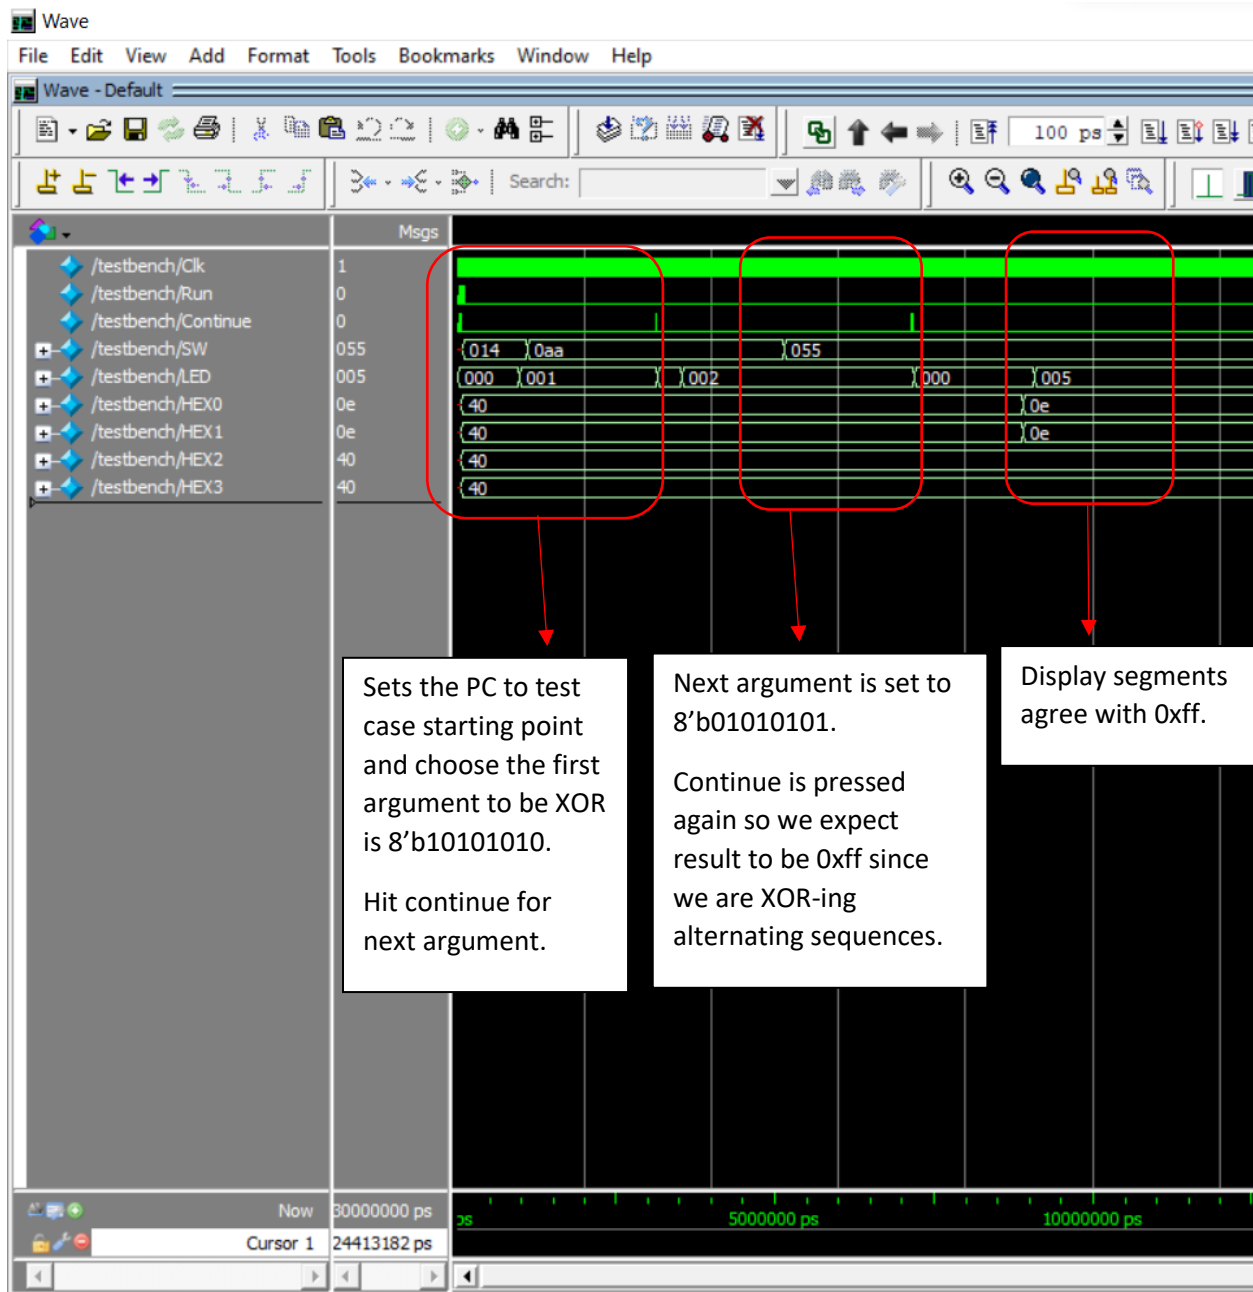 Wave
File Edit View Add Format Tools Bookmarks Window Help
Wave - Default
100 ps
Search:
Msgs
/testbench/Clk 1
/testbench/Run 0
/testbench/Continue 0
/testbench/SW 055 014 0aa 055
/testbench/LED 005 000 001 002 000 005
/testbench/HEX0 0e 40 0e
/testbench/HEX1 0e 40 0e
/testbench/HEX2 40 40
/testbench/HEX3 40 40
Sets the PC to test
case starting point
and choose the first
argument to be XOR
is 8’b10101010.
Hit continue for
next argument.
Next argument is set to
8’b01010101.
Continue is pressed
again so we expect
result to be 0xff since
we are XOR-ing
alternating sequences.
Display segments
agree with 0xff.
Now 30000000 ps ps 5000000 ps 10000000 ps
Cursor 1 24413182 ps